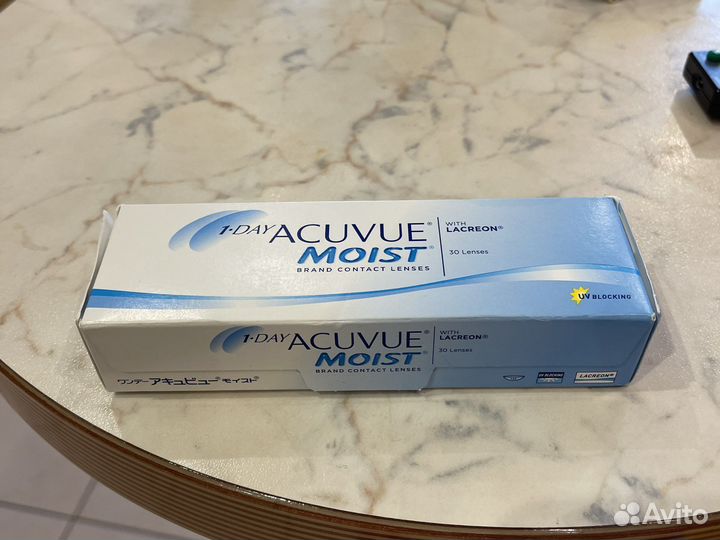 1·DAY ACUVUE®
MOIST®
BRAND CONTACT LENSES
WITH
LACREON®
30 Lenses
UV BLOCKING
1·DAY ACUVUE®
MOIST®
BRAND CONTACT LENSES
WITH
LACREON®
30 Lenses
ワンデー アキュビュー® モイスト®
UV BLOCKING
LACREON®
Avito